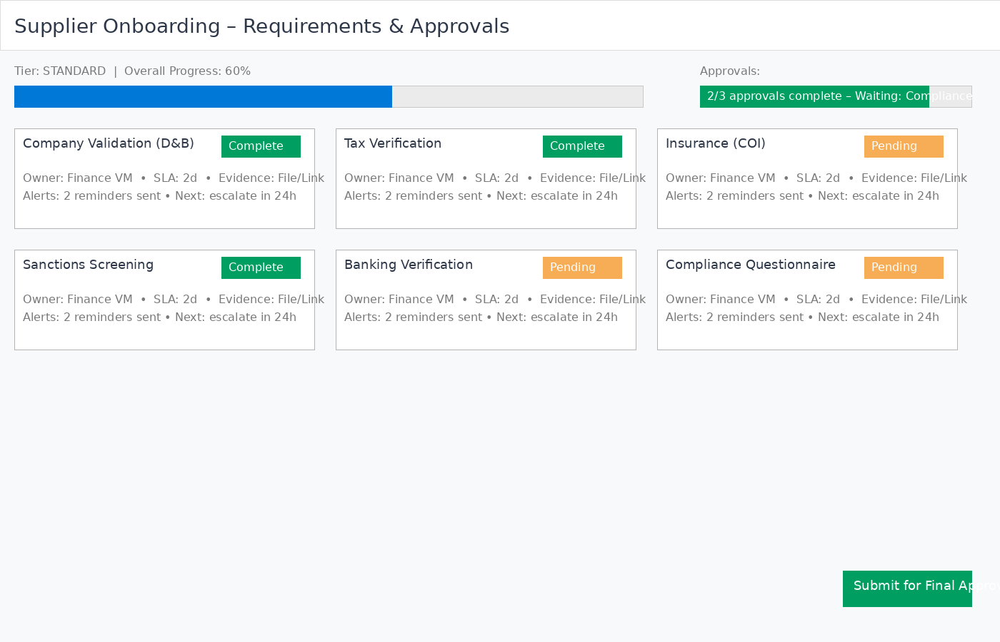 Supplier Onboarding – Requirements & Approvals
Tier: STANDARD | Overall Progress: 60%
Approvals:
2/3 approvals complete – Waiting: Compliance
Company Validation (D&B)
Complete
Owner: Finance VM • SLA: 2d • Evidence: File/Link
Alerts: 2 reminders sent • Next: escalate in 24h
Tax Verification
Complete
Owner: Finance VM • SLA: 2d • Evidence: File/Link
Alerts: 2 reminders sent • Next: escalate in 24h
Insurance (COI)
Pending
Owner: Finance VM • SLA: 2d • Evidence: File/Link
Alerts: 2 reminders sent • Next: escalate in 24h
Sanctions Screening
Complete
Owner: Finance VM • SLA: 2d • Evidence: File/Link
Alerts: 2 reminders sent • Next: escalate in 24h
Banking Verification
Pending
Owner: Finance VM • SLA: 2d • Evidence: File/Link
Alerts: 2 reminders sent • Next: escalate in 24h
Compliance Questionnaire
Pending
Owner: Finance VM • SLA: 2d • Evidence: File/Link
Alerts: 2 reminders sent • Next: escalate in 24h
Submit for Final